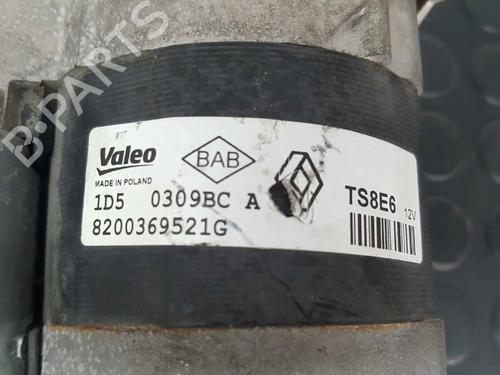 B-PARTS
Valeo
MADE IN POLAND
BAB
1D5 0309BC A
8200369521G
TS8E6
12V